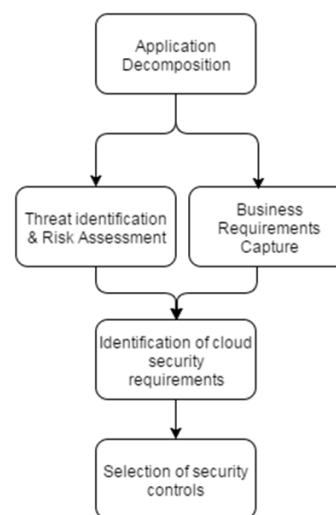 Application
Decomposition
Threat identification
& Risk Assessment
Business
Requirements
Capture
Identification of cloud
security
requirements
Selection of security
controls